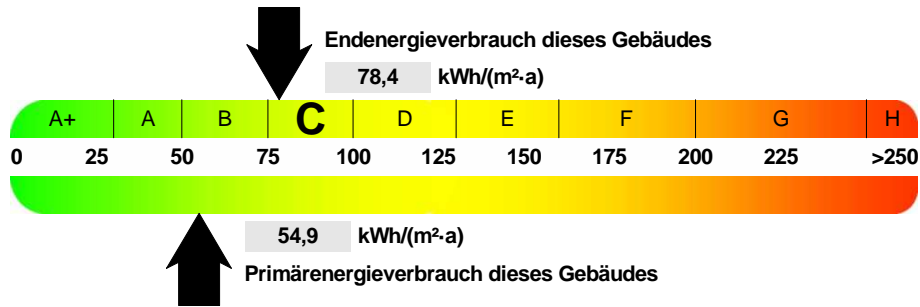 Endenergieverbrauch dieses Gebäudes
78,4 kWh/(m²·a)
A+ A B C D E F G H
0 25 50 75 100 125 150 175 200 225 >250
54,9 kWh/(m²·a)
Primärenergieverbrauch dieses Gebäudes